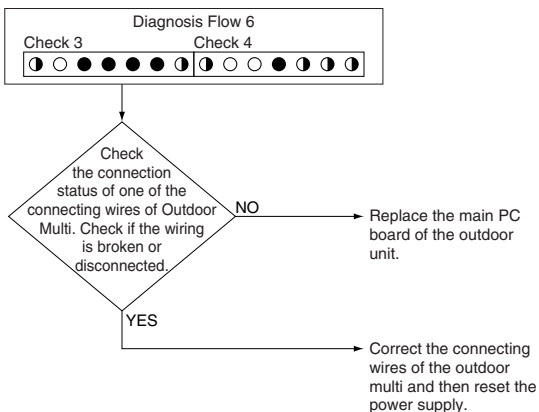 Diagnosis Flow 6
Check 3
Check 4
Check
the connection
status of one of the
connecting wires of Outdoor
Multi. Check if the wiring
is broken or
disconnected.
NO
Replace the main PC
board of the outdoor
unit.
YES
Correct the connecting
wires of the outdoor
multi and then reset the
power supply.